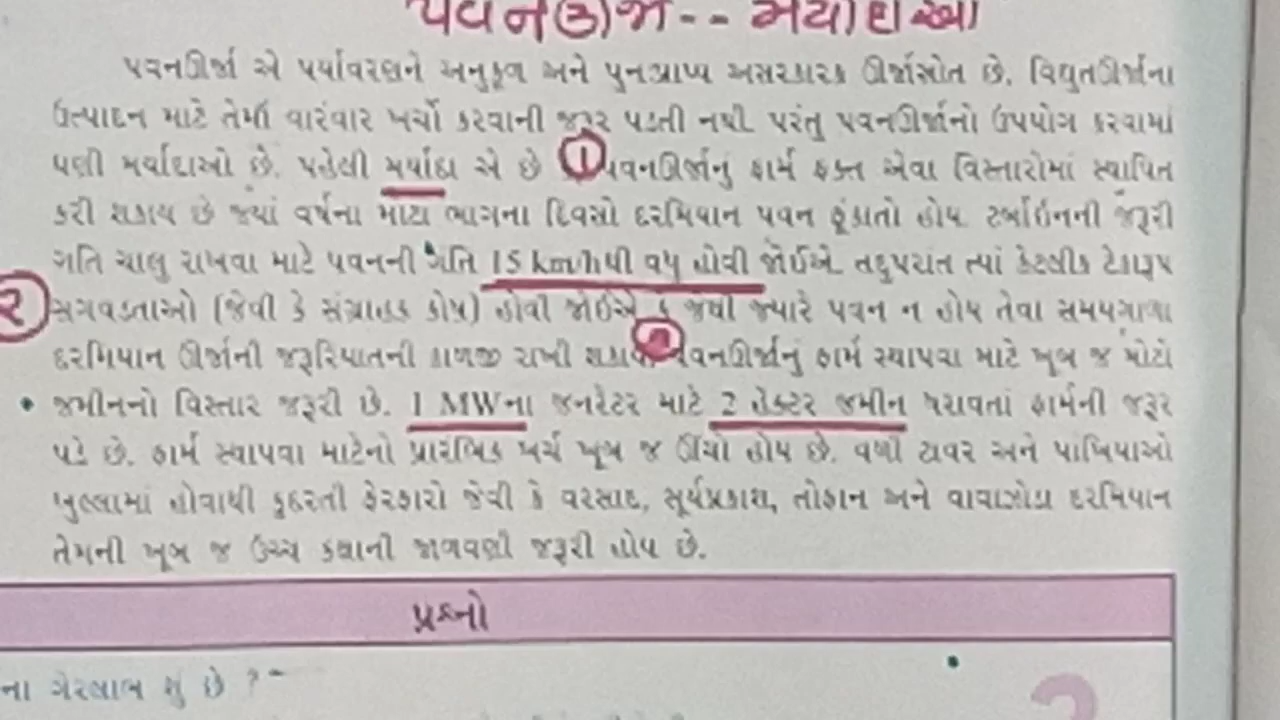 પવનઊર્જા -- મર્યાદાઓ
પવનઊર્જા એ પર્યાવરણને અનુકૂળ અને પુનઃપ્રાપ્ય અસરકારક ઊર્જાસ્રોત છે. વિદ્યુતઊર્જાના
ઉત્પાદન માટે તેમાં વારંવાર ખર્ચો કરવાની જરૂર પડતી નથી. પરંતુ પવનઊર્જાનો ઉપયોગ કરવામાં
ઘણી મર્યાદાઓ છે. પહેલી મર્યાદા એ છે ① પવનઊર્જાનું ફાર્મ ફક્ત એવા વિસ્તારોમાં સ્થાપિત
કરી શકાય છે જ્યાં વર્ષના મોટા ભાગના દિવસો દરમિયાન પવન ફૂંકાતો હોય. ટર્બાઇનની જરૂરી
ગતિ ચાલુ રાખવા માટે પવનની ગતિ 15 km/hથી વધુ હોવી જોઈએ. તદુપરાંત ત્યાં કેટલીક ટેકારૂપ
૨ સગવડતાઓ (જેવી કે સંગ્રાહક કોષ) હોવી જોઈએ કે જેથી જ્યારે પવન ન હોય તેવા સમયગાળા
દરમિયાન ઊર્જાની જરૂરિયાતની કાળજી રાખી શકાય. પવનઊર્જાનું ફાર્મ સ્થાપવા માટે ખૂબ જ મોટો
જમીનનો વિસ્તાર જરૂરી છે. 1 MWના જનરેટર માટે 2 હેક્ટર જમીન ધરાવતાં ફાર્મની જરૂર
પડે છે. ફાર્મ સ્થાપવા માટેનો પ્રારંભિક ખર્ચ ખૂબ જ ઊંચો હોય છે. વળી ટાવર અને પાંખિયાઓ
ખુલ્લામાં હોવાથી કુદરતી ફેરફારો જેવી કે વરસાદ, સૂર્યપ્રકાશ, તોફાન અને વાવાઝોડા દરમિયાન
તેમની ખૂબ જ ઉચ્ચ કક્ષાની જાળવણી જરૂરી હોય છે.
પ્રશ્નો
ના ગેરલાભ શું છે ?